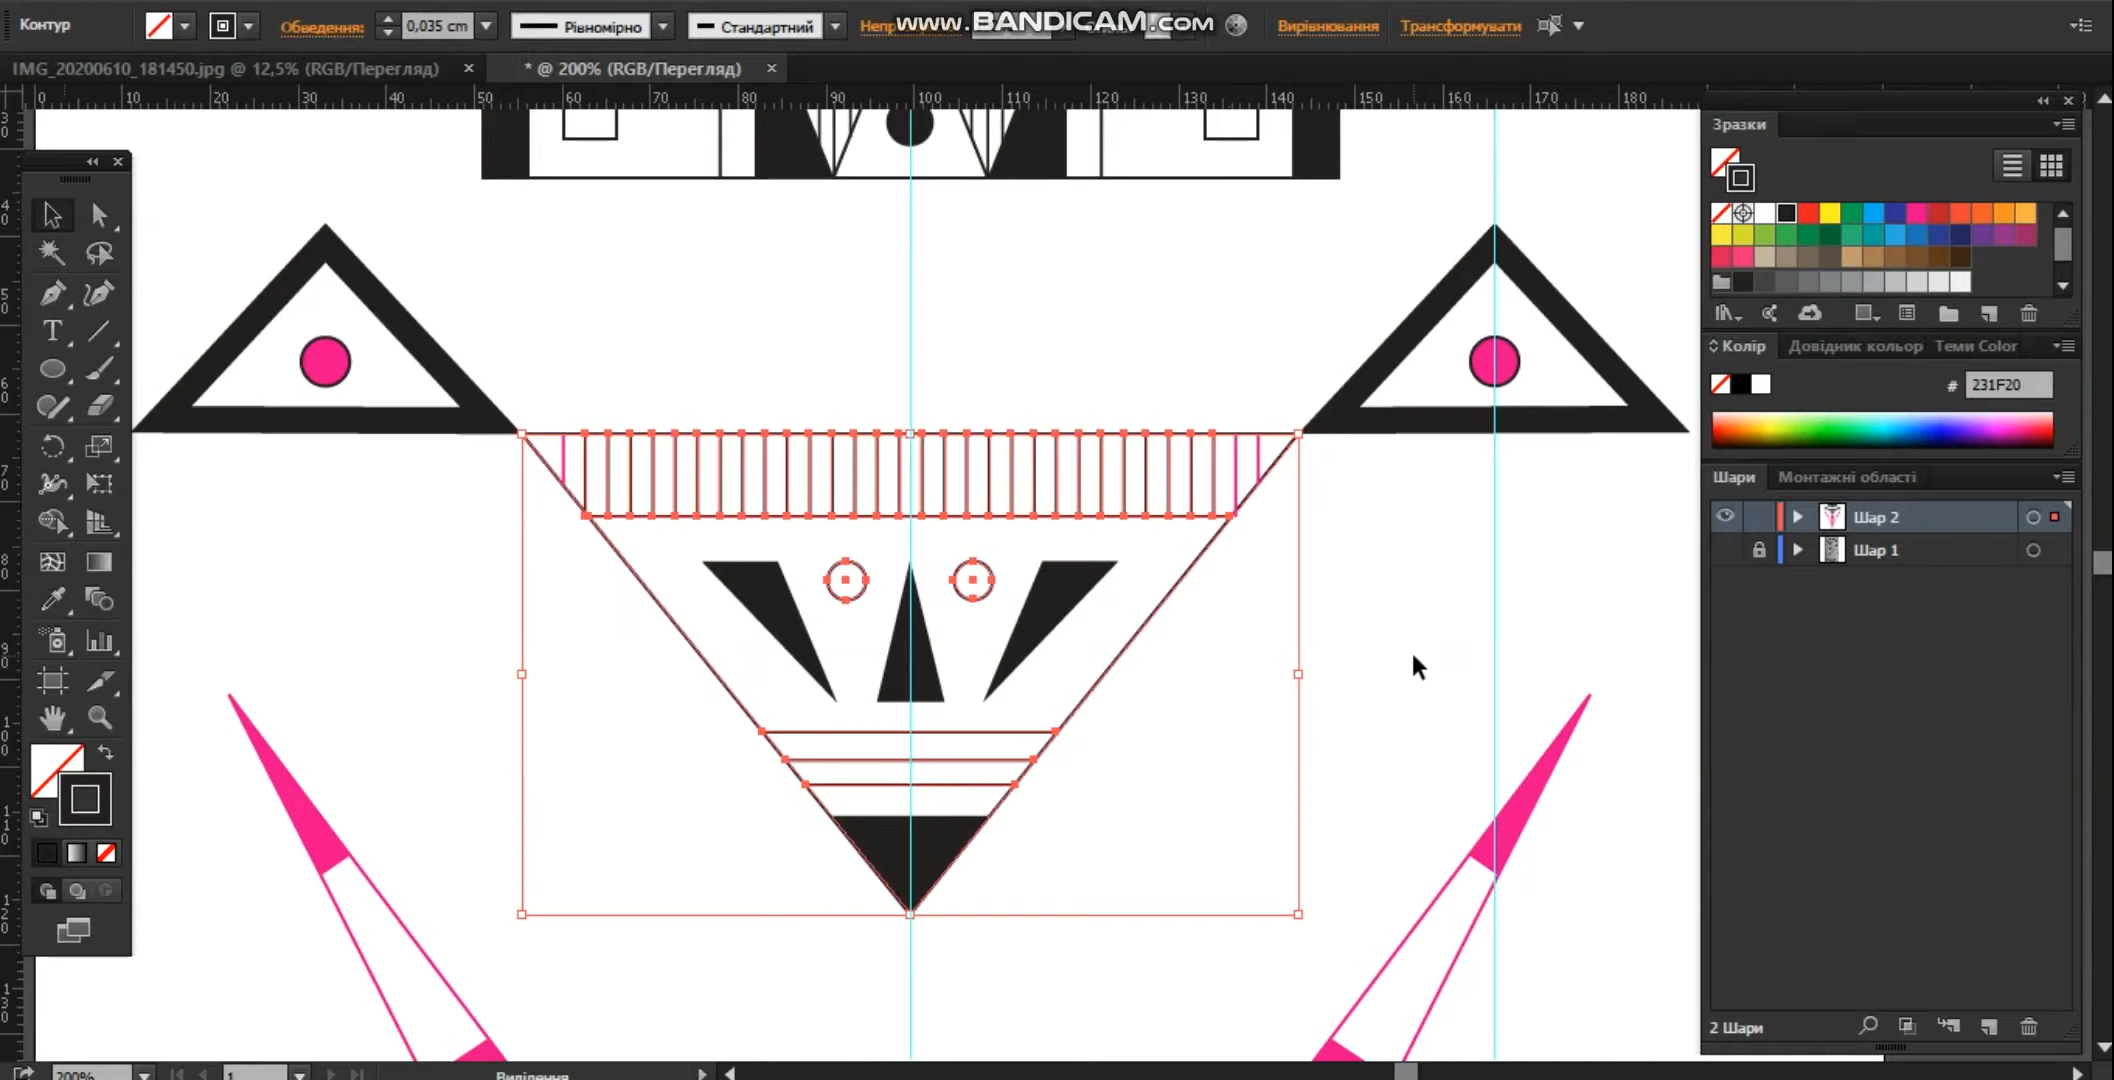 Контур
Обведення:
0,035 cm
Рівномірно
Стандартний
www.BANDICAM.com
Вирівнювання
Трансформувати
IMG_20200610_181450.jpg @ 12,5% (RGB/Перегляд)
* @ 200% (RGB/Перегляд)
0 10 20 30 40 50 60 70 80 90 100 110 120 130 140 150 160 170 180
Зразки
Колір
Довідник кольор
Теми Color
# 231F20
Шари
Монтажні області
Шар 2
Шар 1
2 Шари
200%
1
Виділення